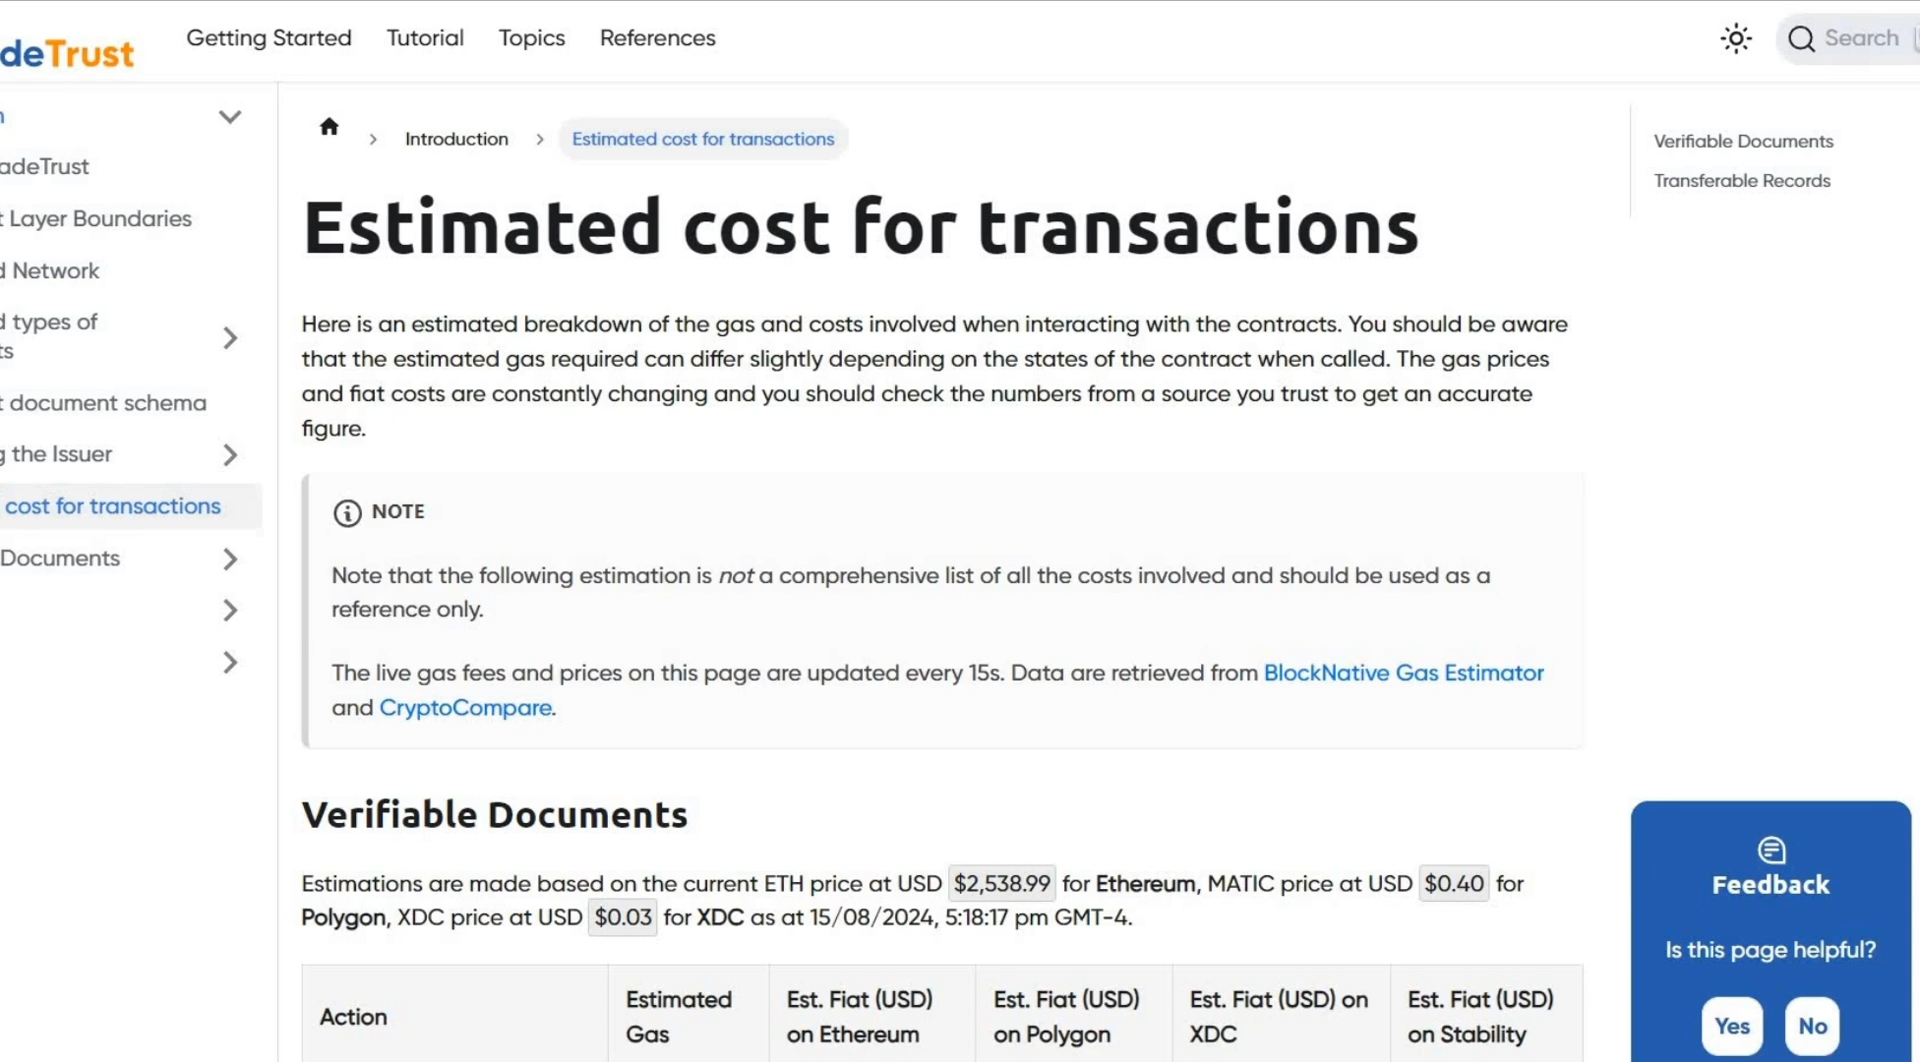 deTrust
Getting Started
Tutorial
Topics
References
Search
adeTrust
Layer Boundaries
Network
types of
document schema
the Issuer
cost for transactions
Documents
Introduction
Estimated cost for transactions
Estimated cost for transactions
Here is an estimated breakdown of the gas and costs involved when interacting with the contracts. You should be aware
that the estimated gas required can differ slightly depending on the states of the contract when called. The gas prices
and fiat costs are constantly changing and you should check the numbers from a source you trust to get an accurate
figure.
NOTE
Note that the following estimation is not a comprehensive list of all the costs involved and should be used as a
reference only.
The live gas fees and prices on this page are updated every 15s. Data are retrieved from BlockNative Gas Estimator
and CryptoCompare.
Verifiable Documents
Estimations are made based on the current ETH price at USD $2,538.99 for Ethereum, MATIC price at USD $0.40 for
Polygon, XDC price at USD $0.03 for XDC as at 15/08/2024, 5:18:17 pm GMT-4.
Action
Estimated
Gas
Est. Fiat (USD)
on Ethereum
Est. Fiat (USD)
on Polygon
Est. Fiat (USD) on
XDC
Est. Fiat (USD)
on Stability
Verifiable Documents
Transferable Records
Feedback
Is this page helpful?
Yes
No